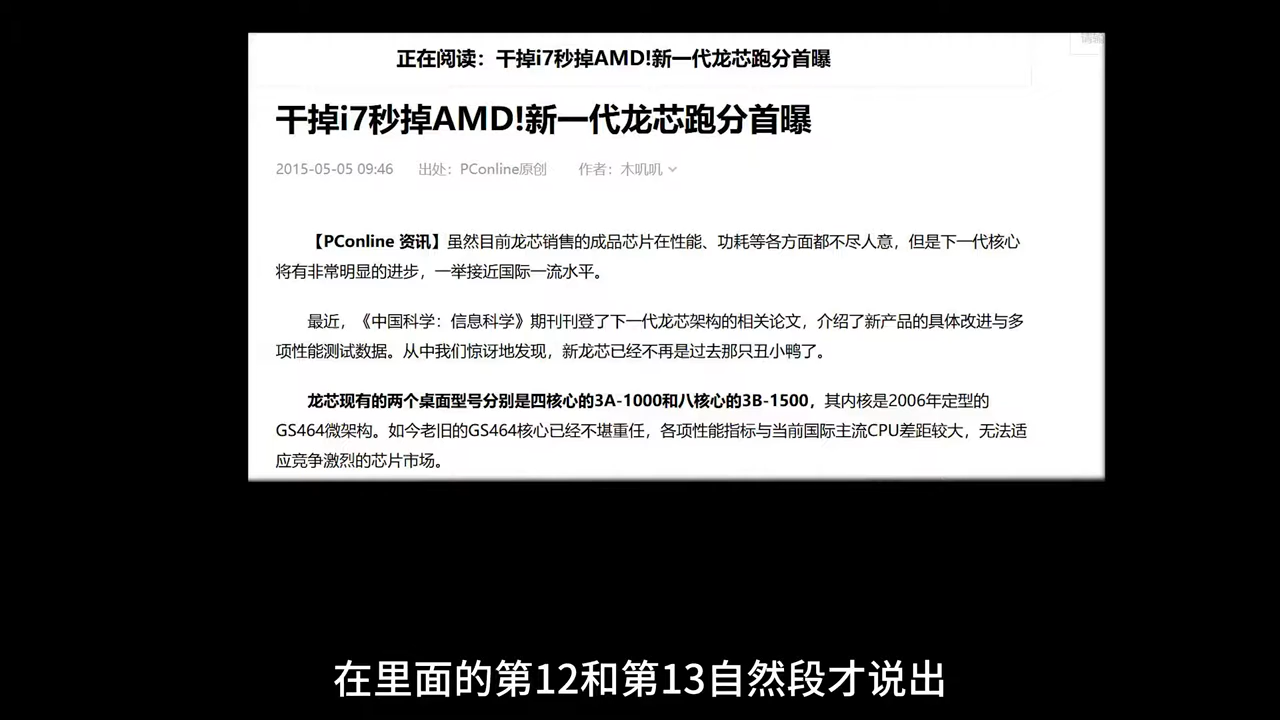 正在阅读：干掉i7秒掉AMD!新一代龙芯跑分首曝
干掉i7秒掉AMD!新一代龙芯跑分首曝
2015-05-05 09:46 出处：PConline原创 作者：木叽叽
【PConline 资讯】虽然目前龙芯销售的成品芯片在性能、功耗等各方面都不尽人意，但是下一代核心
将有非常明显的进步，一举接近国际一流水平。
最近，《中国科学：信息科学》期刊刊登了下一代龙芯架构的相关论文，介绍了新产品的具体改进与多
项性能测试数据。从中我们惊讶地发现，新龙芯已经不再是过去那只丑小鸭了。
龙芯现有的两个桌面型号分别是四核心的3A-1000和八核心的3B-1500，其内核是2006年定型的
GS464微架构。如今老旧的GS464核心已经不堪重任，各项性能指标与当前国际主流CPU差距较大，无法适
应竞争激烈的芯片市场。
在里面的第12和第13自然段才说出